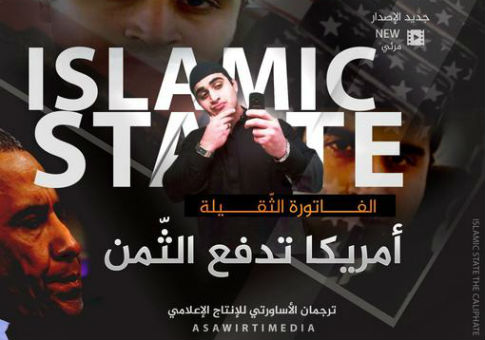 جديد الإصدار
NEW
مرئي
ISLAMIC
STATE
الفاتورة الثّقيلة
أمريكا تدفع الثّمن
ترجمان الأساورتي للإنتاج الإعلامي
ASAWIRTIMEDIA
ISLAMIC STATE THE CALIPHATE